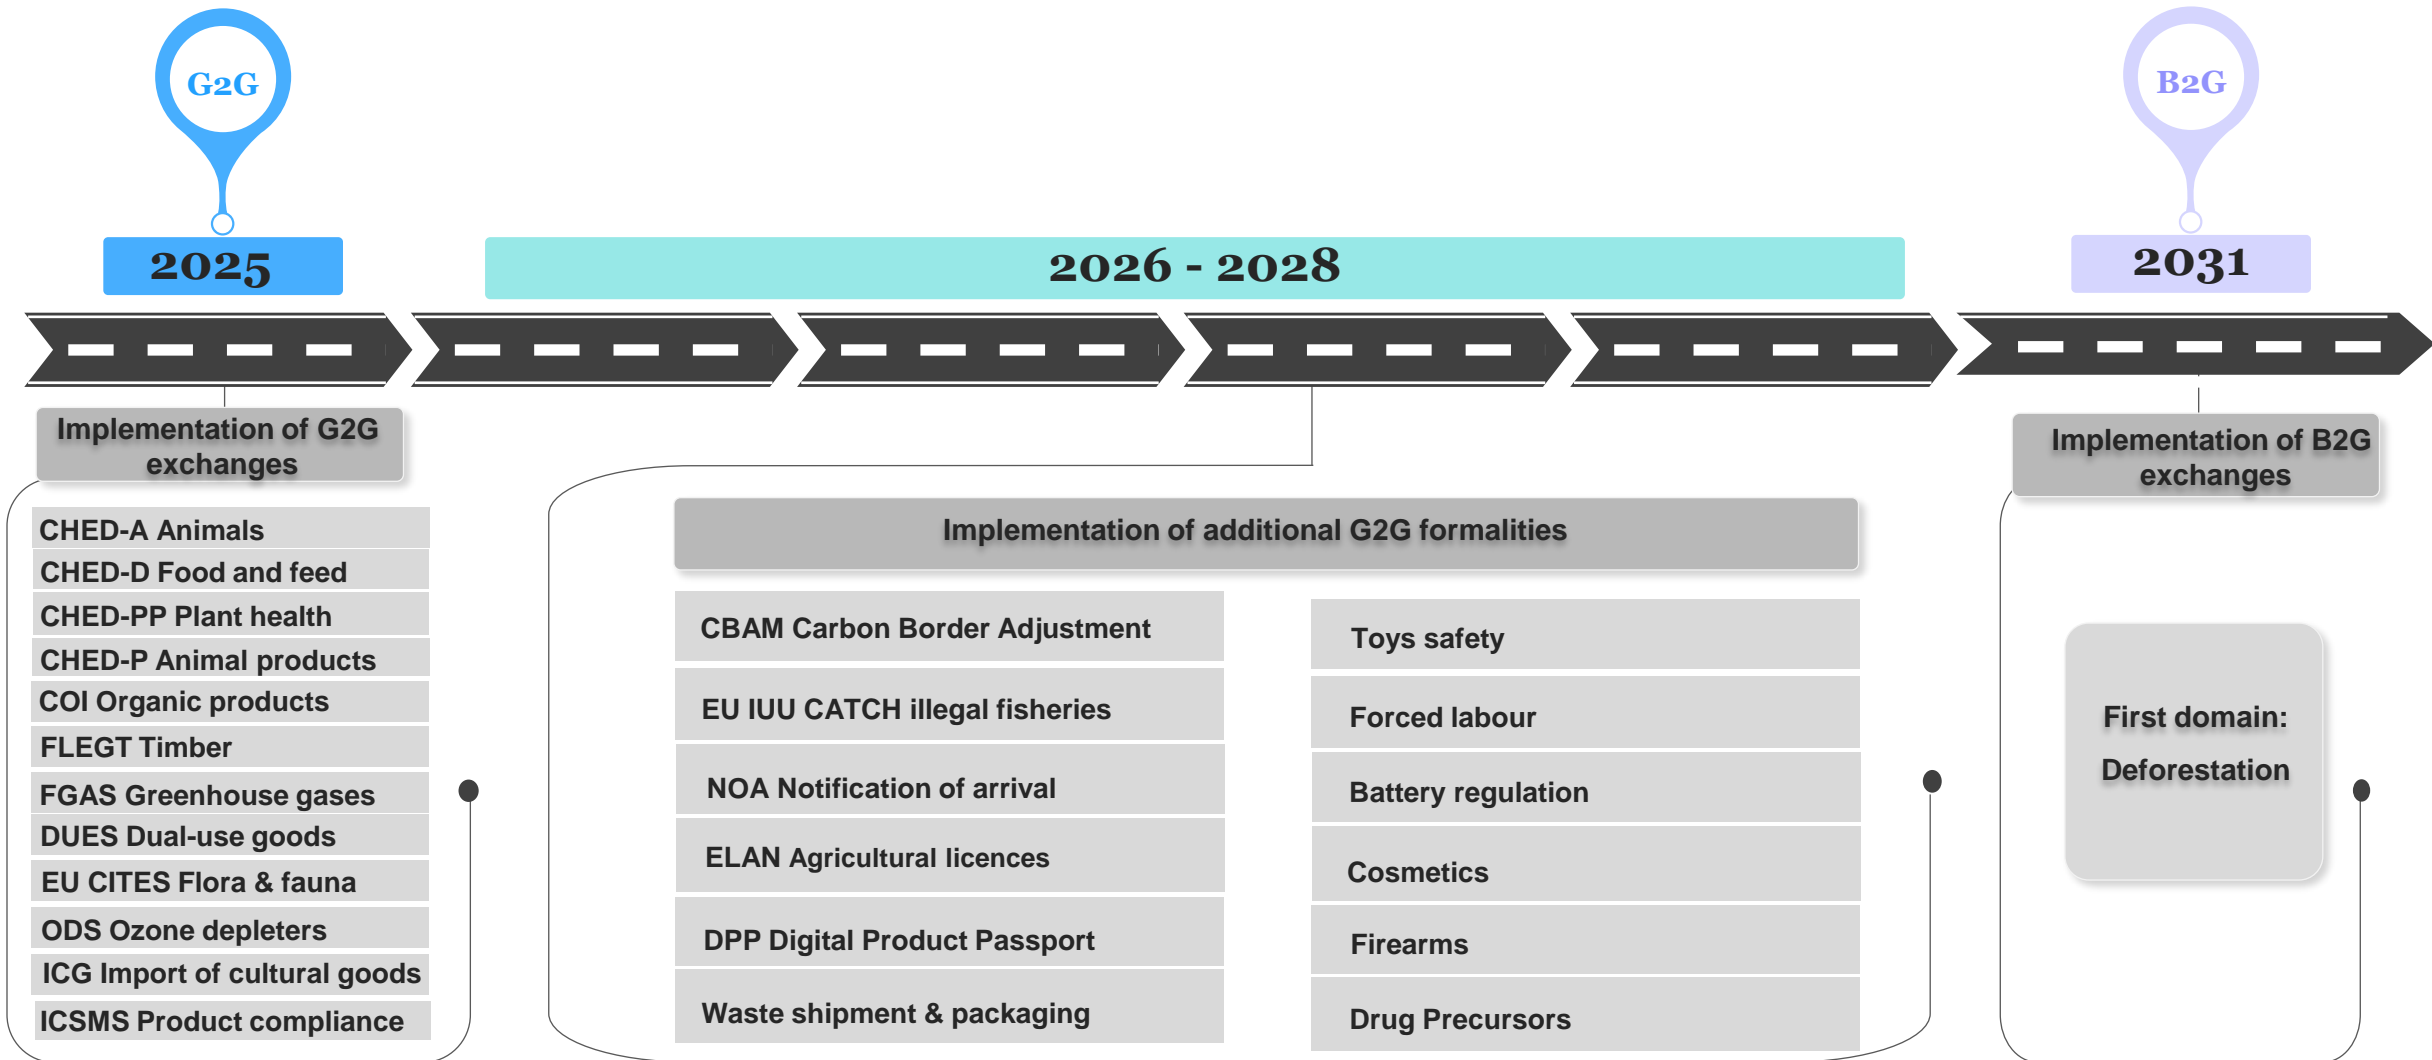 G2G
B2G
2025
2026 - 2028
2031
Implementation of G2G
exchanges
CHED-A Animals
CHED-D Food and feed
CHED-PP Plant health
CHED-P Animal products
COI Organic products
FLEGT Timber
FGAS Greenhouse gases
DUES Dual-use goods
EU CITES Flora & fauna
ODS Ozone depleters
ICG Import of cultural goods
ICSMS Product compliance
Implementation of additional G2G formalities
CBAM Carbon Border Adjustment
EU IUU CATCH illegal fisheries
NOA Notification of arrival
ELAN Agricultural licences
DPP Digital Product Passport
Waste shipment & packaging
Toys safety
Forced labour
Battery regulation
Cosmetics
Firearms
Drug Precursors
Implementation of B2G
exchanges
First domain:
Deforestation